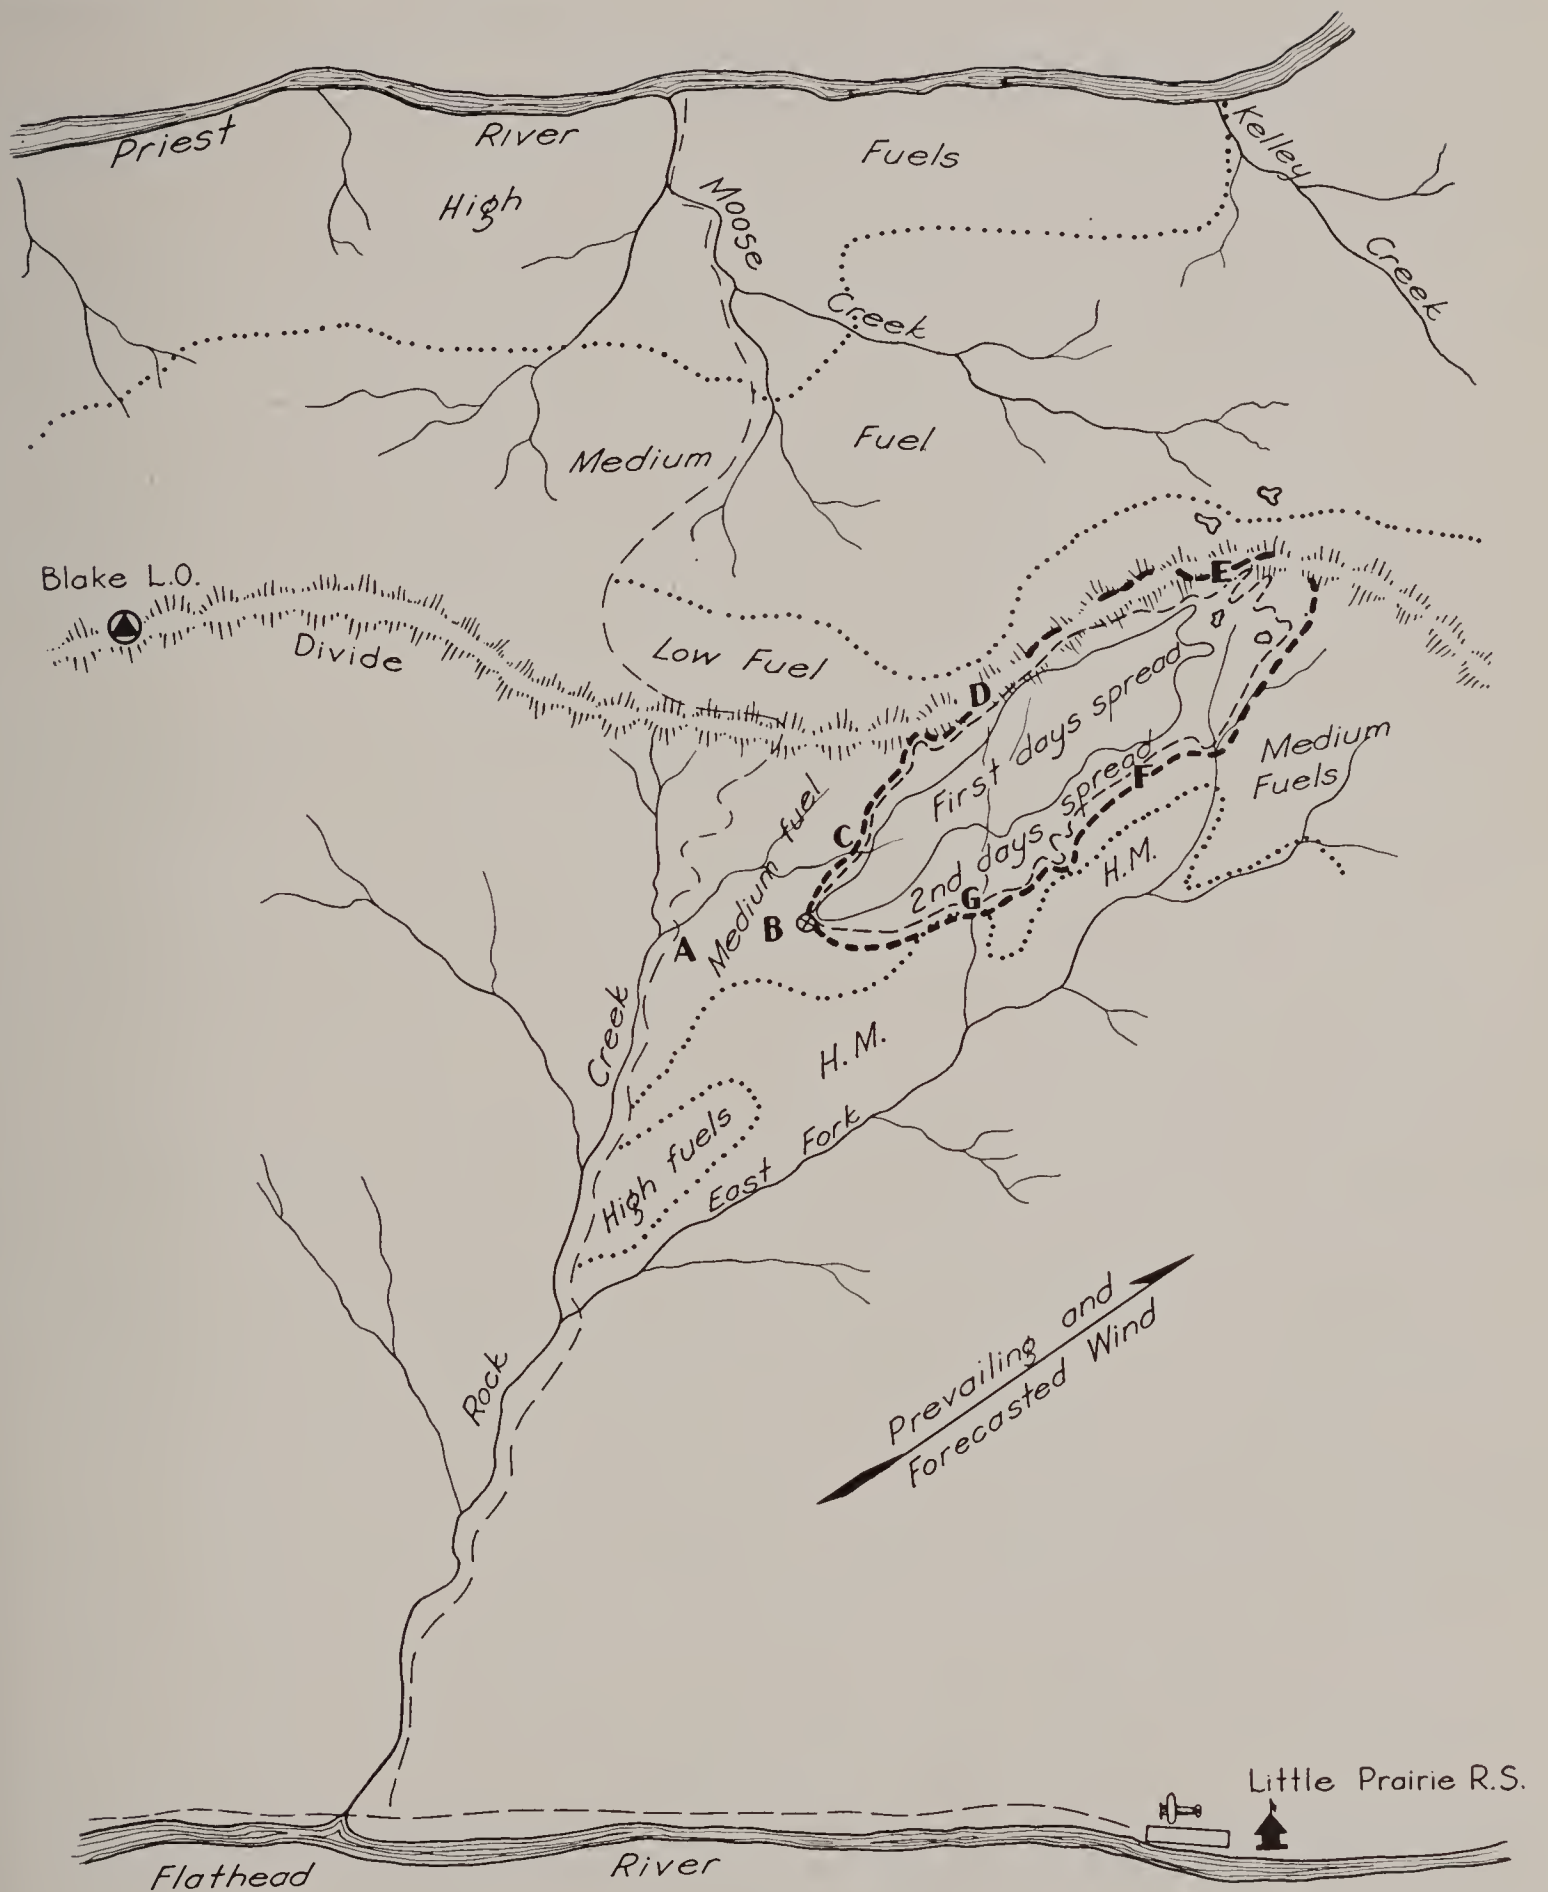 Priest River
High Fuels
Moose Creek
Kelley Creek
Medium Fuel
Blake L.O.
Divide
Low Fuel
E
D
First days spread
Medium
Fuels
F
2nd days spread
H.M.
C
G
Medium fuel
B
A
Creek
H.M.
High fuels
East Fork
Rock
Prevailing and
Forecasted Wind
Little Prairie R.S.
Flathead River